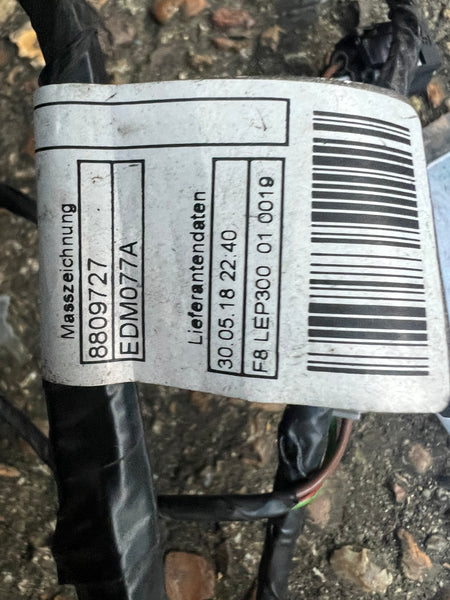 Masszeichnung
8809727
EDM077A
Lieferantendaten
30.05.18 22:40
F8 LEP300 01 0019